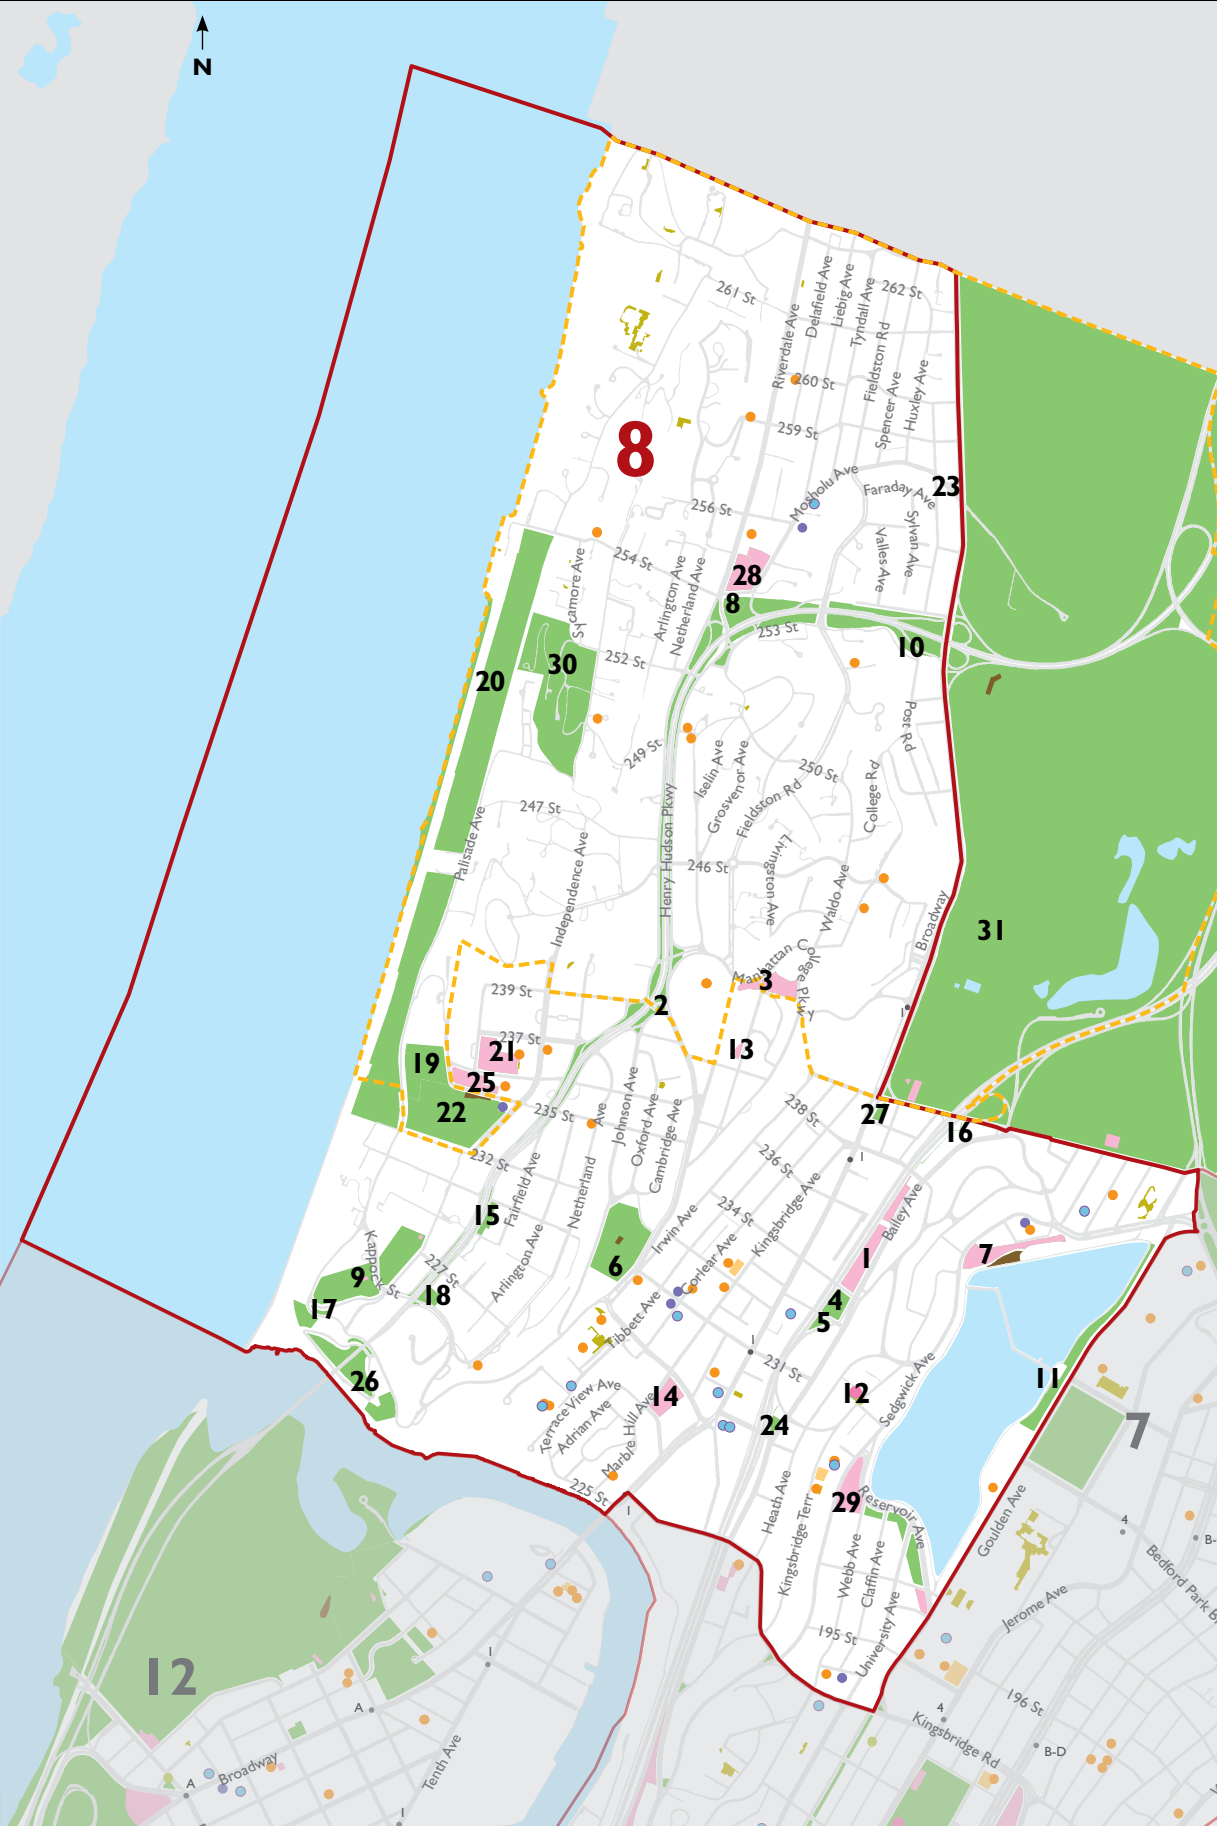 N
261 St
Delafield Ave
Liebig Ave
Tyndall Ave
262 St
Riverdale Ave
Fieldston Rd
Spencer Ave
Huxley Ave
260 St
259 St
8
Mosholu Ave
Faraday Ave
23
256 St
Sylvan Ave
Valles Ave
254 St
Sycamore Ave
Arlington Ave
Netherland Ave
28
8
253 St
10
30
252 St
20
Post Rd
249 St
Iselin Ave
Grosvenor Ave
Fieldston Rd
250 St
College Rd
247 St
Palisade Ave
Henry Hudson Pkwy
Independence Ave
246 St
Livingston Ave
Waldo Ave
Broadway
31
Manhattan College Pkwy
3
239 St
2
1
237 St
21
13
19
25
22
235 St
Ave
Johnson Ave
Oxford Ave
Cambridge Ave
238 St
27
16
232 St
Fairfield Ave
Netherland
236 St
1
Kingsbridge Ave
234 St
Bailey Ave
15
Irwin Ave
Kappock St
227 St
Arlington Ave
6
Corlear Ave
1
7
9
18
17
4
5
Tibbett Ave
1
231 St
26
Terrace View Ave
Adrian Ave
Marble Hill Ave
14
12
Sedgwick Ave
11
24
7
225 St
1
Heath Ave
Kingsbridge Terr
29
Reservoir Ave
Webb Ave
Claflin Ave
University Ave
Goulden Ave
4
B-
Bedford Park B
Jerome Ave
195 St
12
1
A
196 St
4
Kingsbridge Rd
B-D
Broadway
A
Tenth Ave
1